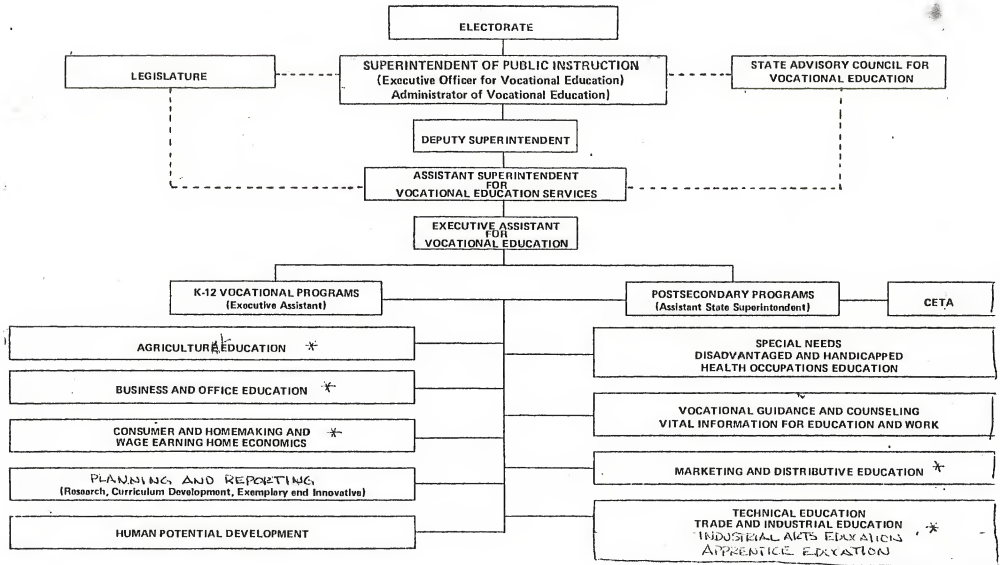 ELECTORATE
LEGISLATURE
SUPERINTENDENT OF PUBLIC INSTRUCTION
(Executive Officer for Vocational Education)
Administrator of Vocational Education)
STATE ADVISORY COUNCIL FOR
VOCATIONAL EDUCATION
DEPUTY SUPERINTENDENT
ASSISTANT SUPERINTENDENT
FOR
VOCATIONAL EDUCATION SERVICES
EXECUTIVE ASSISTANT
FOR
VOCATIONAL EDUCATION
K-12 VOCATIONAL PROGRAMS
(Executive Assistant)
POSTSECONDARY PROGRAMS
(Assistant State Superintendent)
CETA
AGRICULTURAL EDUCATION *
BUSINESS AND OFFICE EDUCATION *
CONSUMER AND HOMEMAKING AND *
WAGE EARNING HOME ECONOMICS
PLANNING AND REPORTING
(Research, Curriculum Development, Exemplary end Innovative)
HUMAN POTENTIAL DEVELOPMENT
SPECIAL NEEDS
DISADVANTAGED AND HANDICAPPED
HEALTH OCCUPATIONS EDUCATION
VOCATIONAL GUIDANCE AND COUNSELING
VITAL INFORMATION FOR EDUCATION AND WORK
MARKETING AND DISTRIBUTIVE EDUCATION *
TECHNICAL EDUCATION
TRADE AND INDUSTRIAL EDUCATION *
INDUSTRIAL ARTS EDUCATION
APPRENTICE EDUCATION